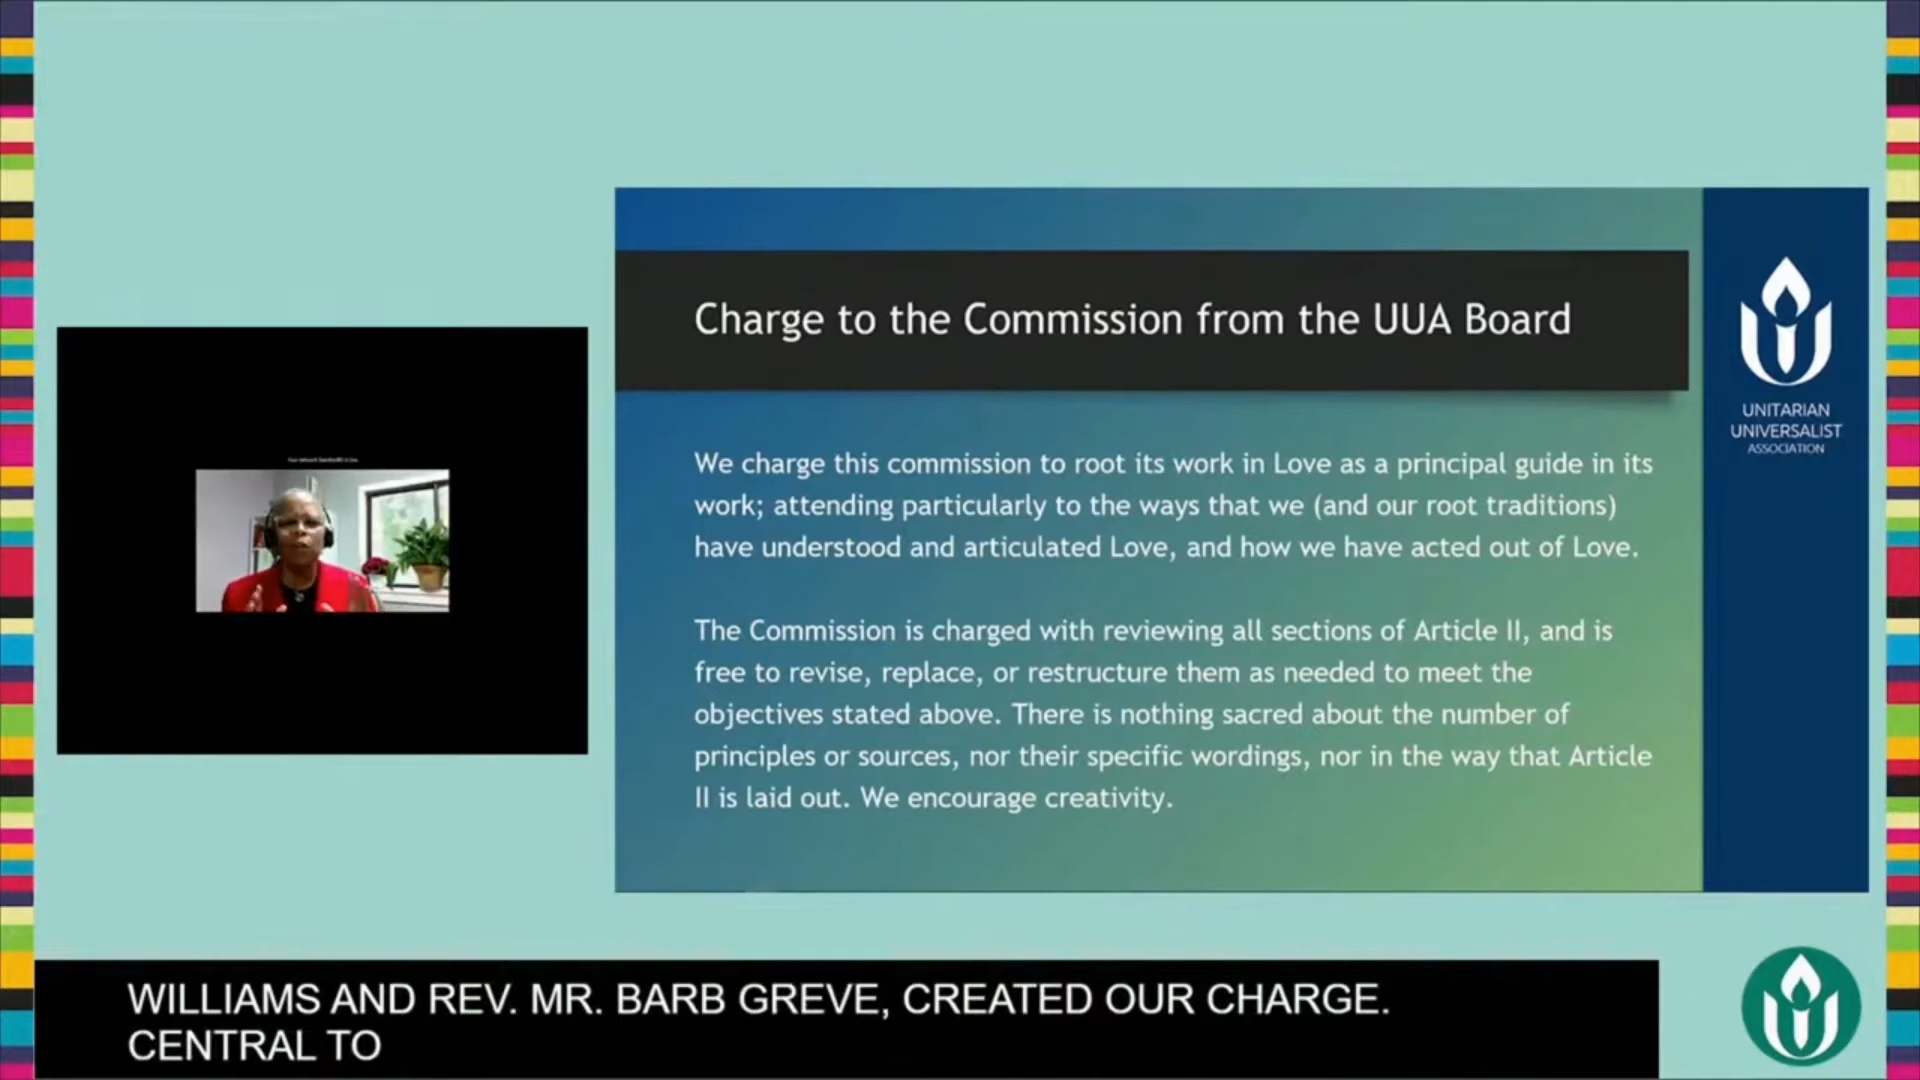 Charge to the Commission from the UUA Board
We charge this commission to root its work in Love as a principal guide in its
work; attending particularly to the ways that we (and our root traditions)
have understood and articulated Love, and how we have acted out of Love.
The Commission is charged with reviewing all sections of Article II, and is
free to revise, replace, or restructure them as needed to meet the
objectives stated above. There is nothing sacred about the number of
principles or sources, nor their specific wordings, nor in the way that Article
II is laid out. We encourage creativity.
UNITARIAN
UNIVERSALIST
ASSOCIATION
WILLIAMS AND REV. MR. BARB GREVE, CREATED OUR CHARGE.
CENTRAL TO